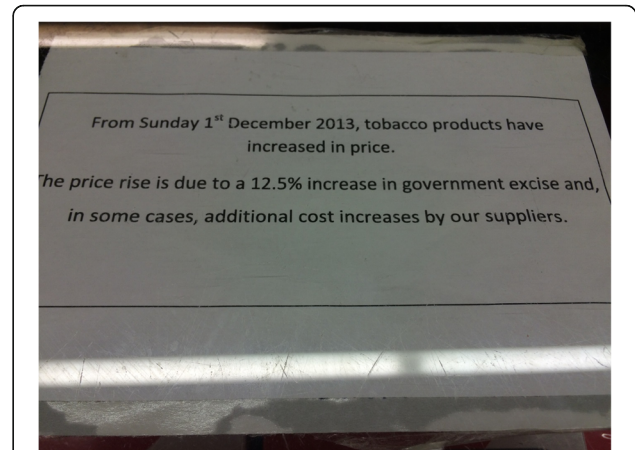 From Sunday 1st December 2013, tobacco products have
increased in price.
The price rise is due to a 12.5% increase in government excise and,
in some cases, additional cost increases by our suppliers.